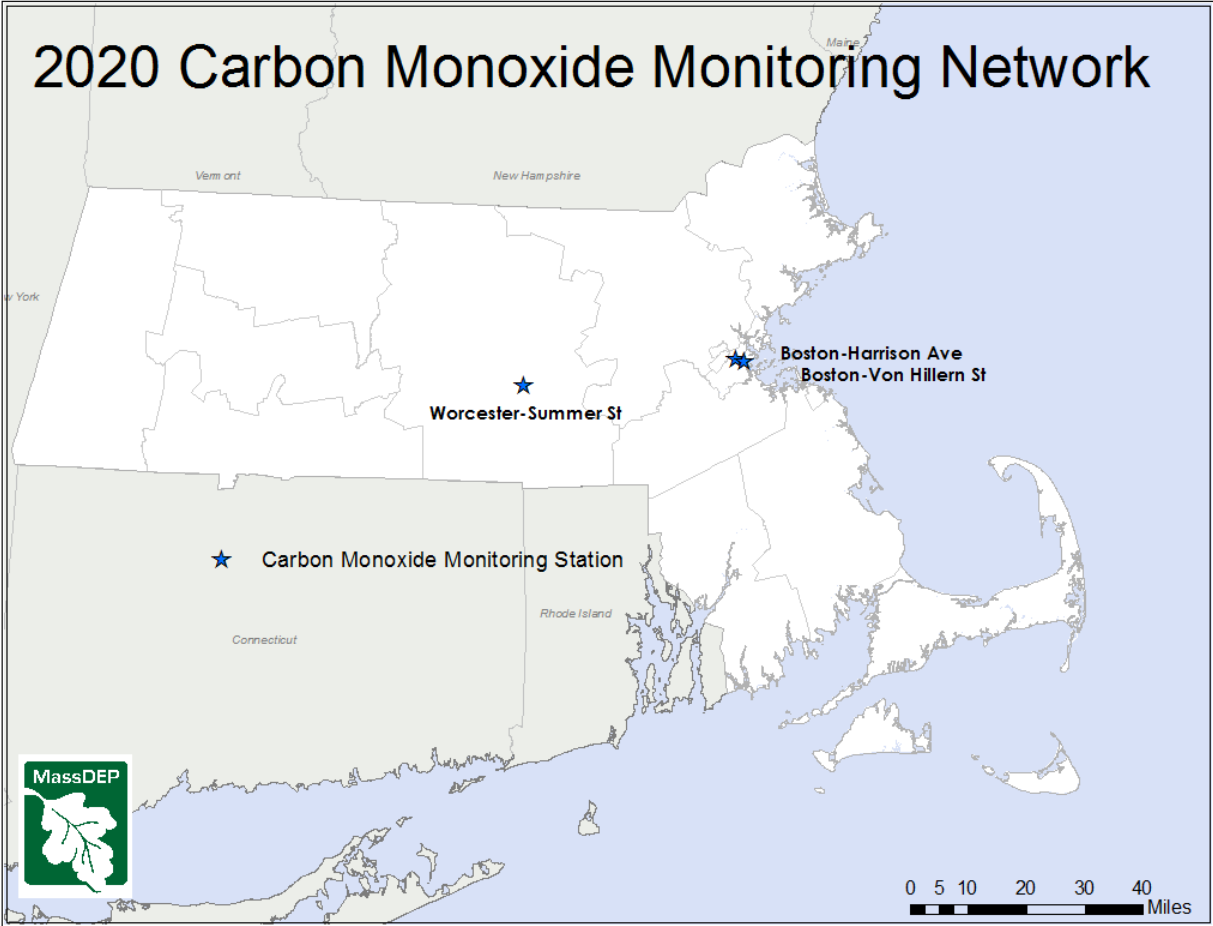 2020 Carbon Monoxide Monitoring Network
Maine
Vermont
New Hampshire
w York
Boston-Harrison Ave
Boston-Von Hillern St
Worcester-Summer St
Carbon Monoxide Monitoring Station
Rhode Island
Connecticut
MassDEP
0 5 10 20 30 40
Miles